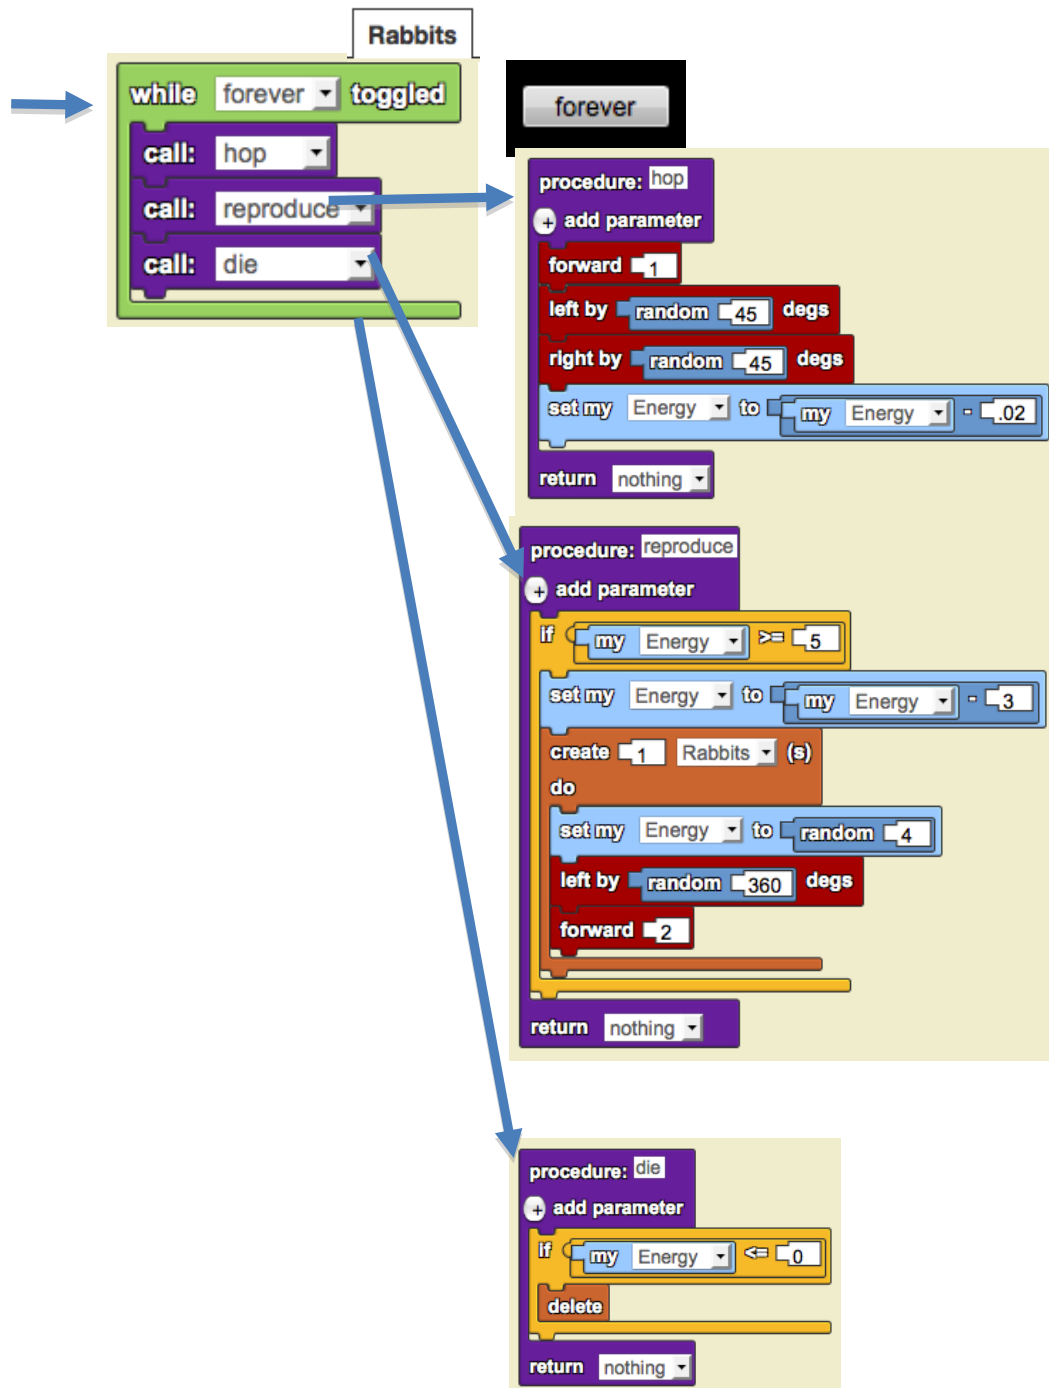 Rabbits
while forever toggled
call: hop
call: reproduce
call: die
forever
procedure: hop
+ add parameter
forward 1
left by random 45 degs
right by random 45 degs
set my Energy to my Energy - .02
return nothing
procedure: reproduce
+ add parameter
if my Energy >= 5
set my Energy to my Energy - 3
create 1 Rabbits (s)
do
set my Energy to random 4
left by random 360 degs
forward 2
return nothing
procedure: die
+ add parameter
if my Energy <= 0
delete
return nothing